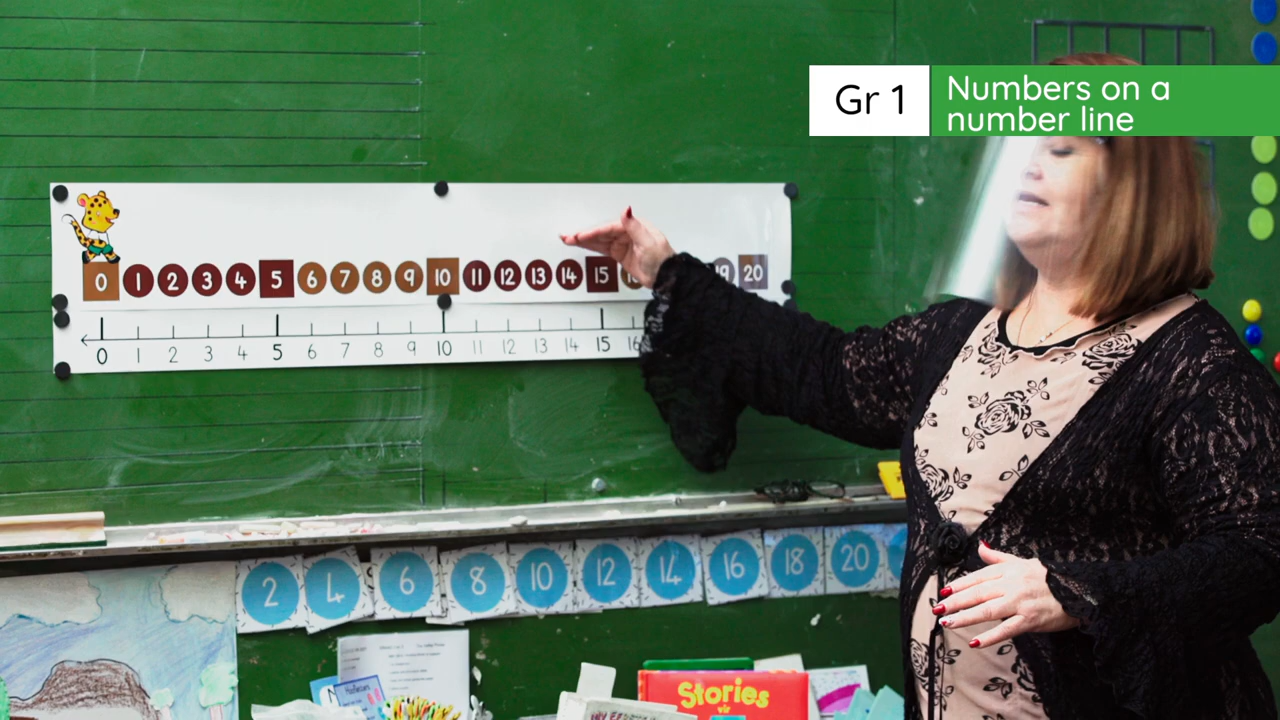 Gr 1
Numbers on a
number line
0 1 2 3 4 5 6 7 8 9 10 11 12 13 14 15 19 20
0 1 2 3 4 5 6 7 8 9 10 11 12 13 14 15 16
2 4 6 8 10 12 14 16 18 20
Stories
vir